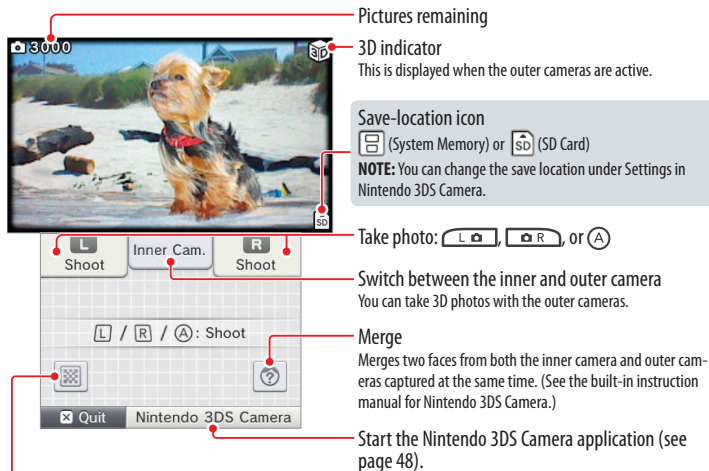 Pictures remaining
3000
3D
3D indicator
This is displayed when the outer cameras are active.
Save-location icon
(System Memory) or SD (SD Card)
NOTE: You can change the save location under Settings in
Nintendo 3DS Camera.
SD
Take photo: L, R, or A
L
Shoot
Inner Cam.
R
Shoot
Switch between the inner and outer camera
You can take 3D photos with the outer cameras.
L / R / A: Shoot
Merge
Merges two faces from both the inner camera and outer cam-
eras captured at the same time. (See the built-in instruction
manual for Nintendo 3DS Camera.)
?
X Quit
Nintendo 3DS Camera
Start the Nintendo 3DS Camera application (see
page 48).